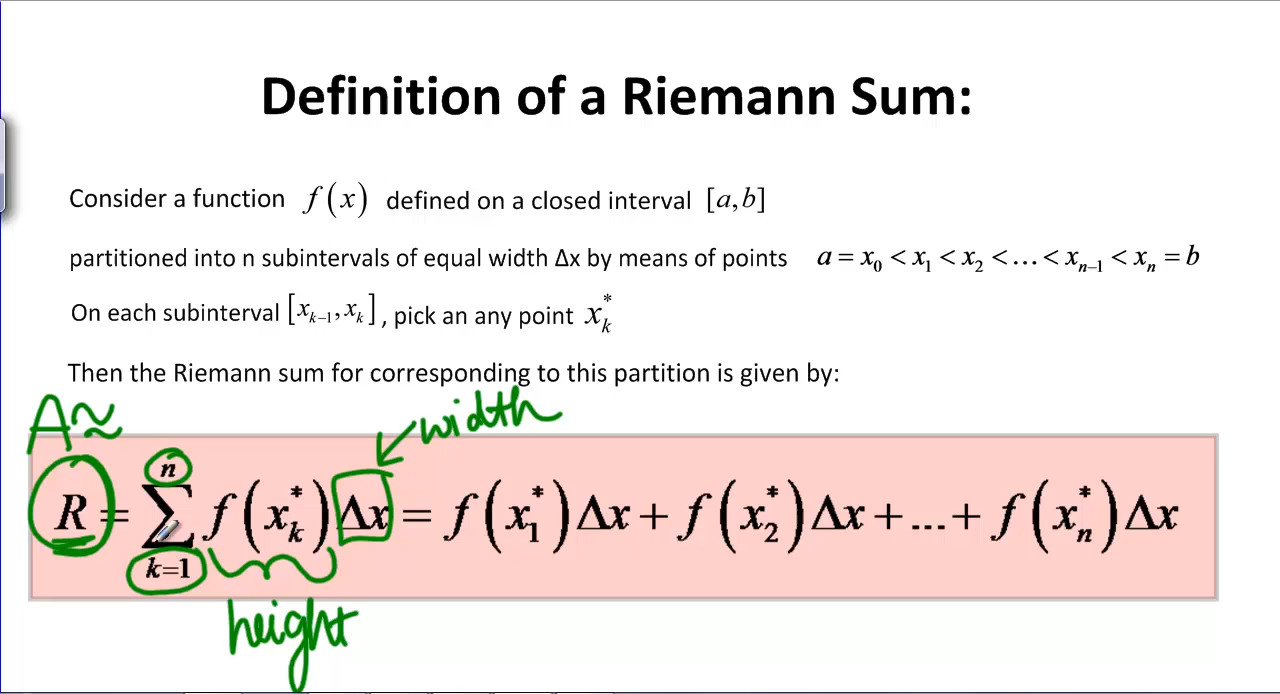 Definition of a Riemann Sum:
Consider a function f(x) defined on a closed interval [a,b]
partitioned into n subintervals of equal width Δx by means of points a = x₀ < x₁ < x₂ < … < xₙ₋₁ < xₙ = b
On each subinterval [xₖ₋₁, xₖ], pick an any point xₖ*
Then the Riemann sum for corresponding to this partition is given by:
A≈
width
R = ∑ₖ₌₁ⁿ f(xₖ*)Δx = f(x₁*)Δx + f(x₂*)Δx + ... + f(xₙ*)Δx
height